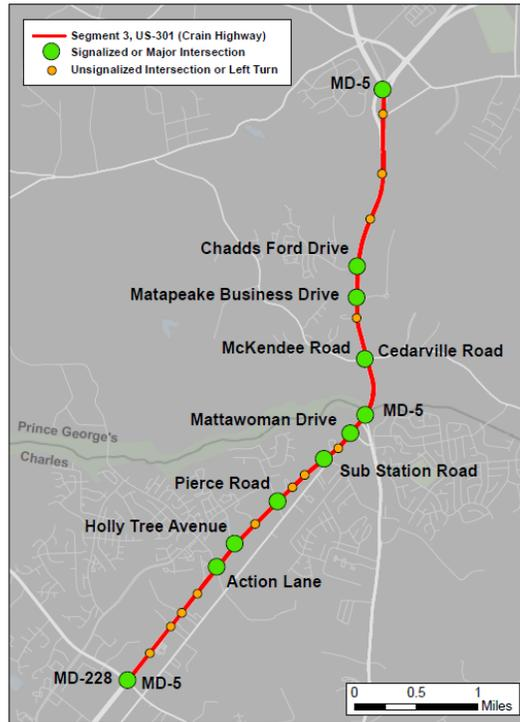 Segment 3, US-301 (Crain Highway)
Signalized or Major Intersection
Unsignalized Intersection or Left Turn
MD-5
Chadds Ford Drive
Matapeake Business Drive
McKendee Road
Cedarville Road
MD-5
Mattawoman Drive
Prince George's
Charles
Sub Station Road
Pierce Road
Holly Tree Avenue
Action Lane
MD-228
MD-5
0 0.5 1
Miles